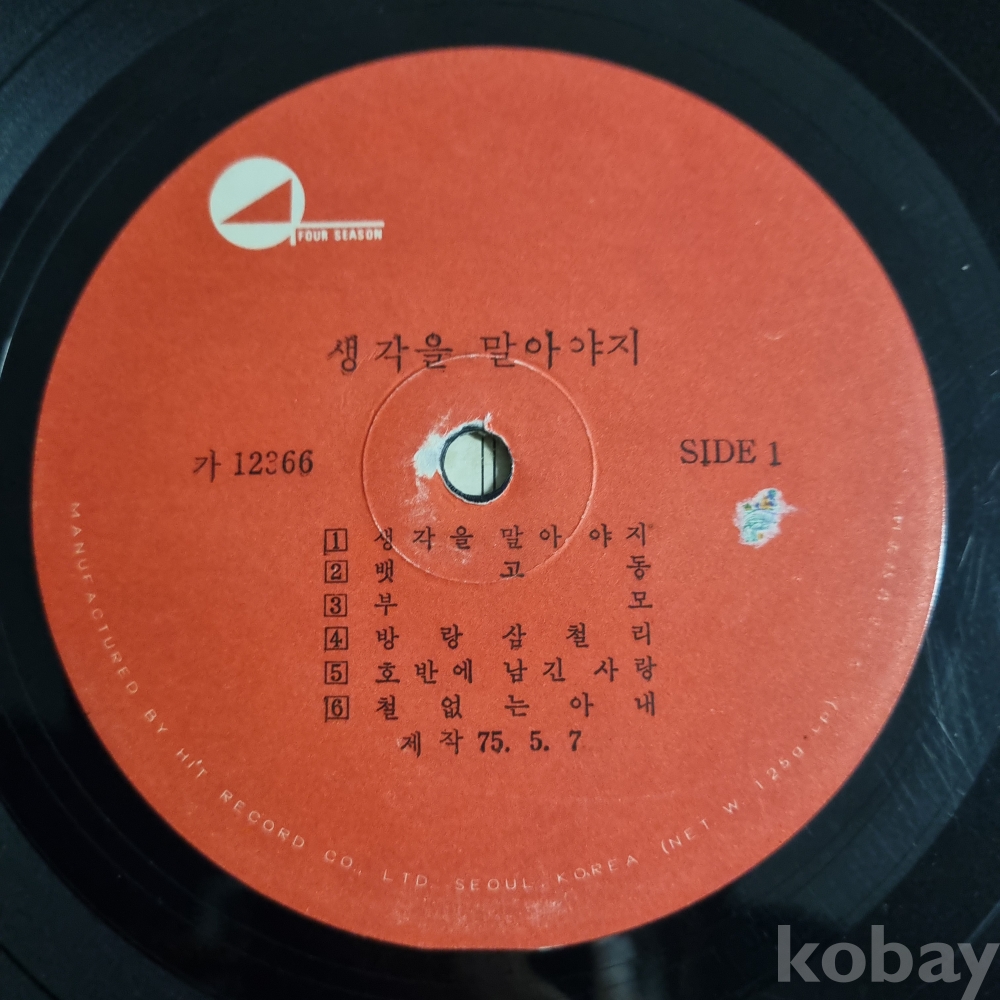 FOUR SEASON
생각을 말아야지
가 12366
SIDE 1
1 생각을 말아야지
2 뱃고동
3 부모
4 방랑삼철리
5 호반에 남긴 사랑
6 철없는아내
제작 75. 5. 7
MANUFACTURED BY HIT RECORD CO., LTD. SEOUL, KOREA (NET W. 125g LP)
kobay